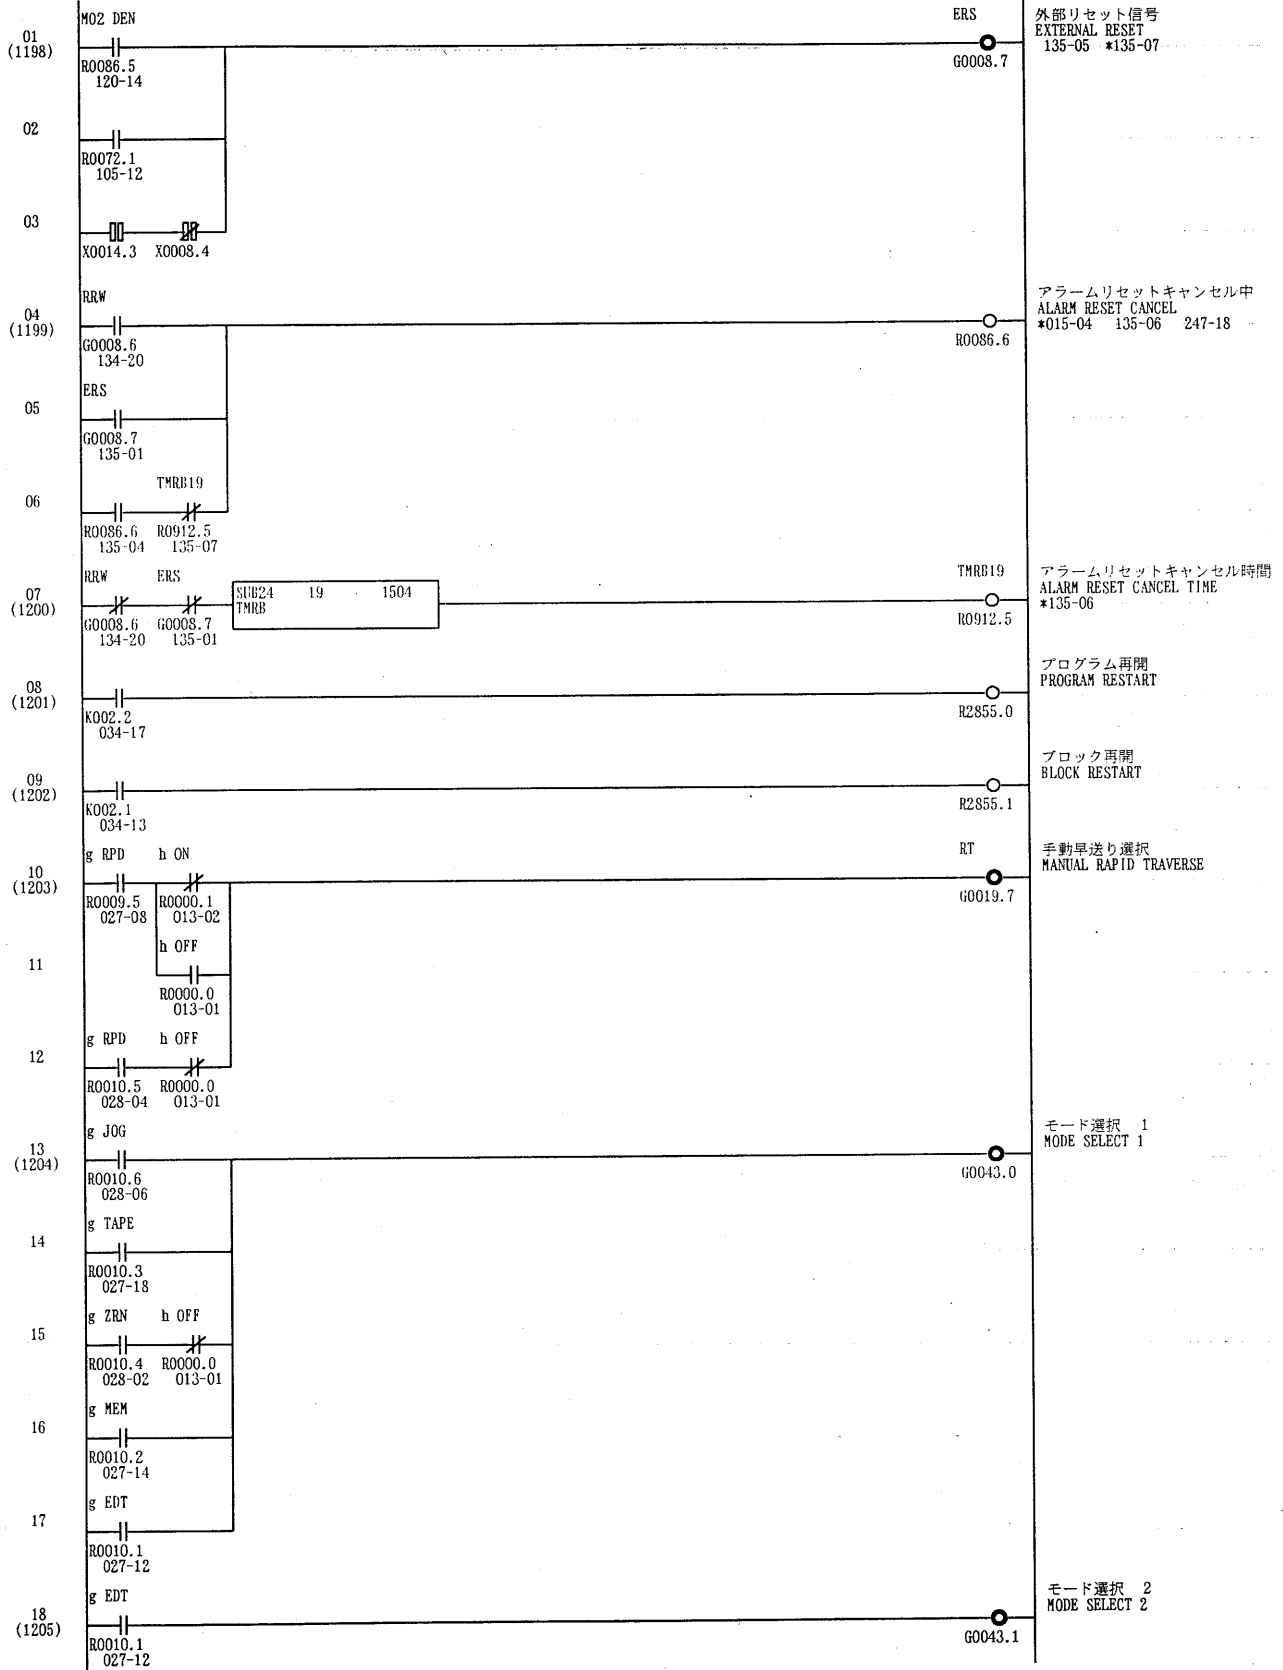 M02 DEN
ERS
外部リセット信号
01
EXTERNAL RESET
(1198)
135-05 *135-07
R0086.5
G0008.7
120-14
02
R0072.1
105-12
03
X0014.3 X0008.4
RRW
アラームリセットキャンセル中
04
ALARM RESET CANCEL
(1199)
*015-04 135-06 247-18
G0008.6
R0086.6
134-20
ERS
05
G0008.7
135-01
TMRB19
06
R0086.6 R0912.5
135-04 135-07
RRW ERS
TMRB19
アラームリセットキャンセル時間
07
SUB24 19 1504
ALARM RESET CANCEL TIME
(1200)
TMRB
*135-06
G0008.6 G0008.7
R0912.5
134-20 135-01
プログラム再開
08
PROGRAM RESTART
(1201)
K002.2
R2855.0
034-17
ブロック再開
09
BLOCK RESTART
(1202)
K002.1
R2855.1
034-13
g RPD h ON
RT
手動早送り選択
10
MANUAL RAPID TRAVERSE
(1203)
R0009.5 R0000.1
G0019.7
027-08 013-02
h OFF
11
R0000.0
013-01
g RPD h OFF
12
R0010.5 R0000.0
028-04 013-01
g JOG
モード選択 1
13
MODE SELECT 1
(1204)
R0010.6
G0043.0
028-06
g TAPE
14
R0010.3
027-18
g ZRN h OFF
15
R0010.4 R0000.0
028-02 013-01
g MEM
16
R0010.2
027-14
g EDT
17
R0010.1
027-12
g EDT
モード選択 2
18
MODE SELECT 2
(1205)
R0010.1
G0043.1
027-12